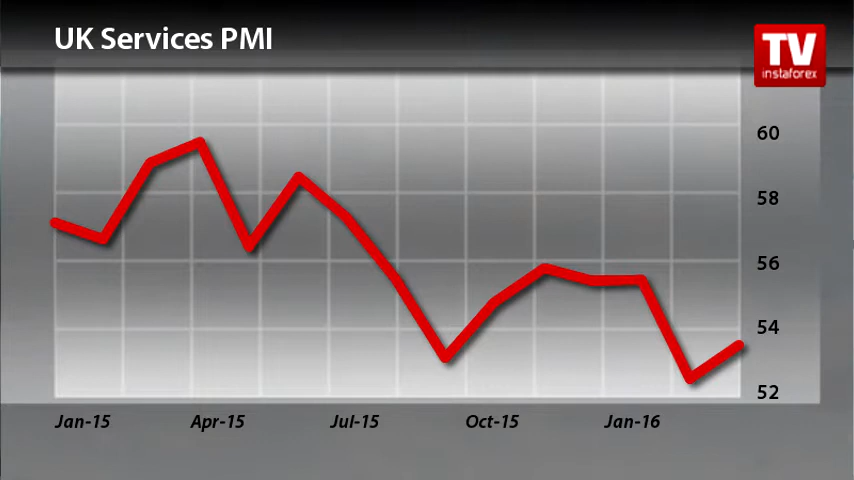 UK Services PMI
TV
instaforex
60
58
56
54
52
Jan-15 Apr-15 Jul-15 Oct-15 Jan-16